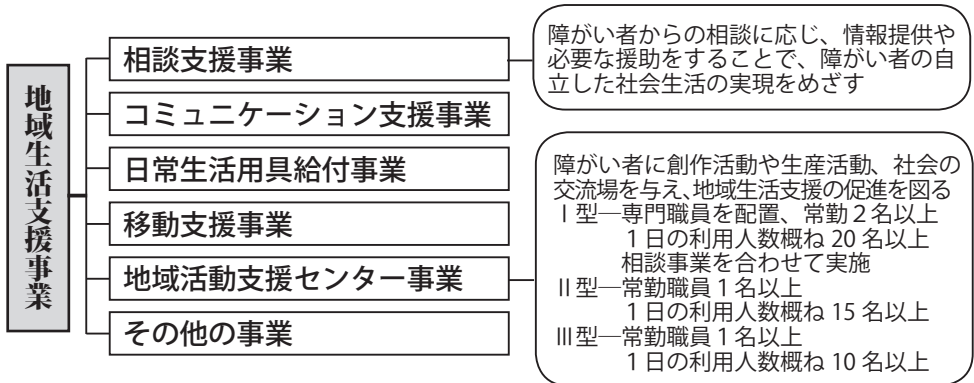 地域生活支援事業
相談支援事業
障がい者からの相談に応じ、情報提供や
必要な援助をすることで、障がい者の自
立した社会生活の実現をめざす
コミュニケーション支援事業
日常生活用具給付事業
移動支援事業
地域活動支援センター事業
障がい者に創作活動や生産活動、社会の
交流場を与え、地域生活支援の促進を図る
Ⅰ型―専門職員を配置、常勤2名以上
1日の利用人数概ね20名以上
相談事業を合わせて実施
Ⅱ型―常勤職員1名以上
1日の利用人数概ね15名以上
Ⅲ型―常勤職員1名以上
1日の利用人数概ね10名以上
その他の事業